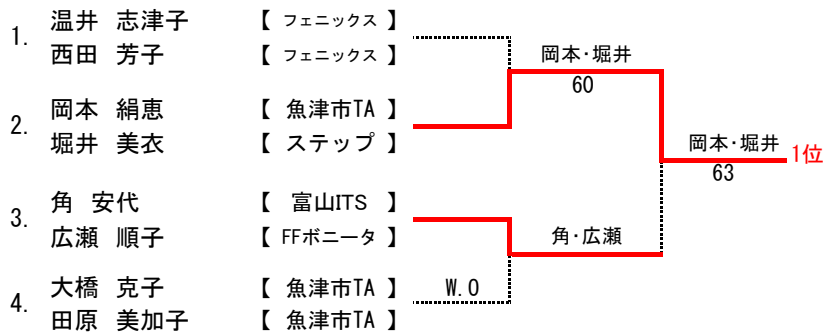 1. 温井 志津子 【 フェニックス 】
西田 芳子 【 フェニックス 】
岡本・堀井
60
2. 岡本 絹恵 【 魚津市TA 】
堀井 美衣 【 ステップ 】
岡本・堀井 1位
63
3. 角 安代 【 富山ITS 】
広瀬 順子 【 FFボニータ 】
角・広瀬
4. 大橋 克子 【 魚津市TA 】 W.O
田原 美加子 【 魚津市TA 】